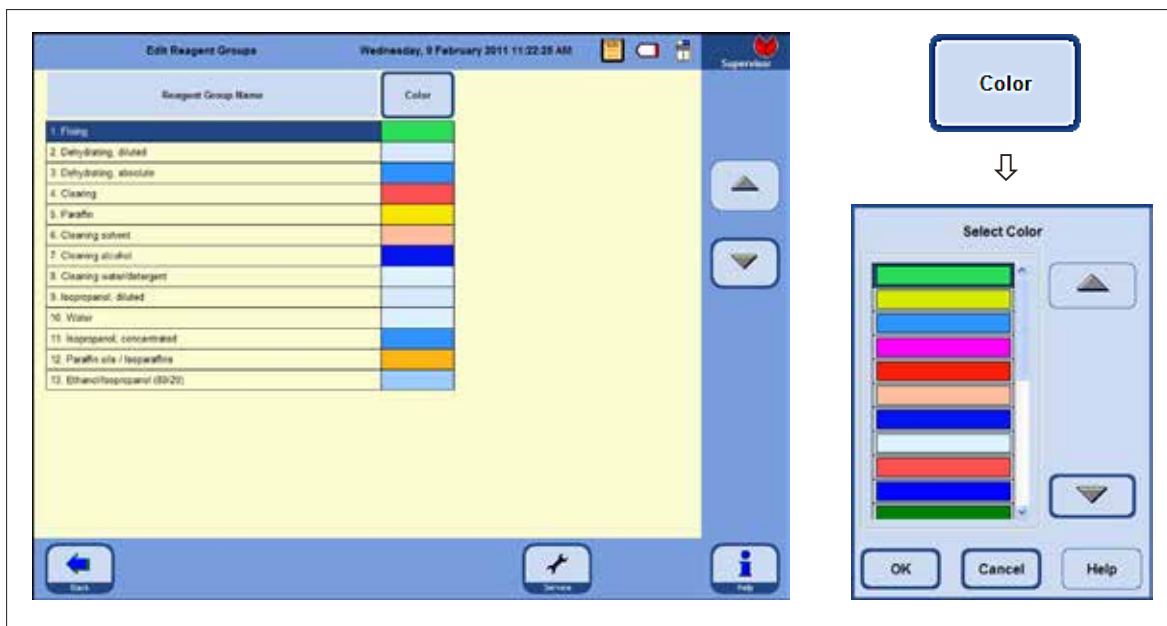 Edit Reagent Groups
Wednesday, 9 February 2011 11:22:25 AM
Supervisor
Reagent Group Name
Color
1. Fixing
2. Dehydrating, diluted
3. Dehydrating, absolute
4. Clearing
5. Paraffin
6. Cleaning solvent
7. Cleaning alcohol
8. Cleaning water/detergent
9. Isopropanol, diluted
10. Water
11. Isopropanol, concentrated
12. Paraffin oils / Isoparaffins
13. Ethanol/Isopropanol (80/20)
Back
Service
Help
Color
Select Color
OK
Cancel
Help